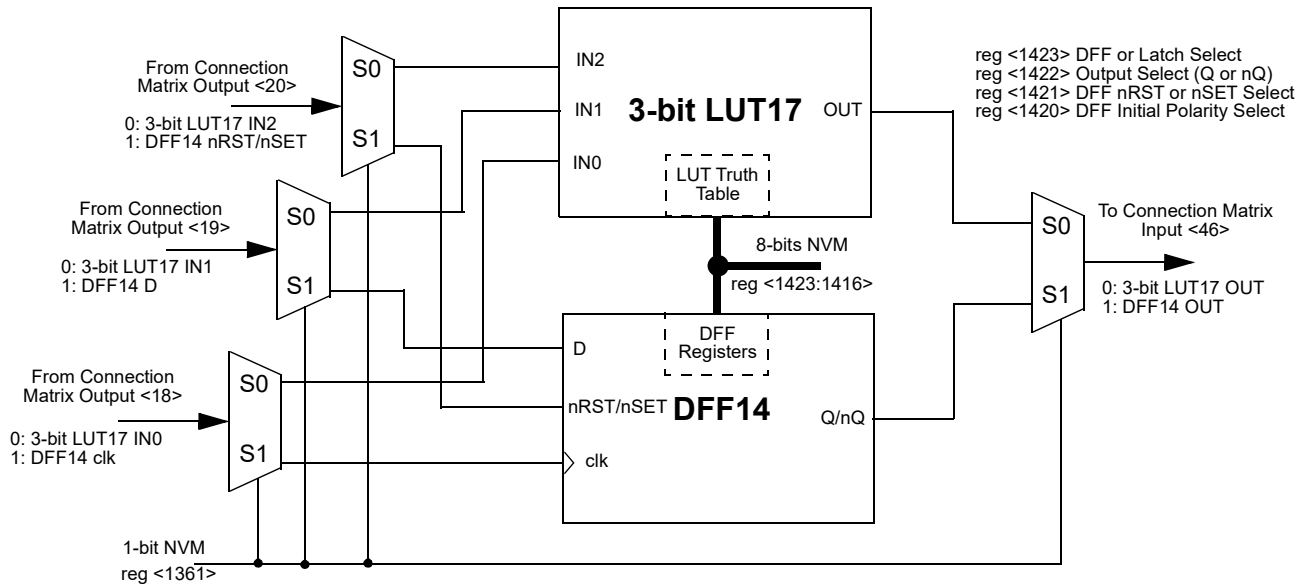 From Connection
Matrix Output <20>
0: 3-bit LUT17 IN2
1: DFF14 nRST/nSET
S0
S1
From Connection
Matrix Output <19>
0: 3-bit LUT17 IN1
1: DFF14 D
S0
S1
From Connection
Matrix Output <18>
0: 3-bit LUT17 IN0
1: DFF14 clk
S0
S1
1-bit NVM
reg <1361>
IN2
IN1
IN0
3-bit LUT17
OUT
LUT Truth
Table
8-bits NVM
reg <1423:1416>
DFF
Registers
D
nRST/nSET
DFF14
Q/nQ
clk
reg <1423> DFF or Latch Select
reg <1422> Output Select (Q or nQ)
reg <1421> DFF nRST or nSET Select
reg <1420> DFF Initial Polarity Select
S0
S1
To Connection Matrix
Input <46>
0: 3-bit LUT17 OUT
1: DFF14 OUT